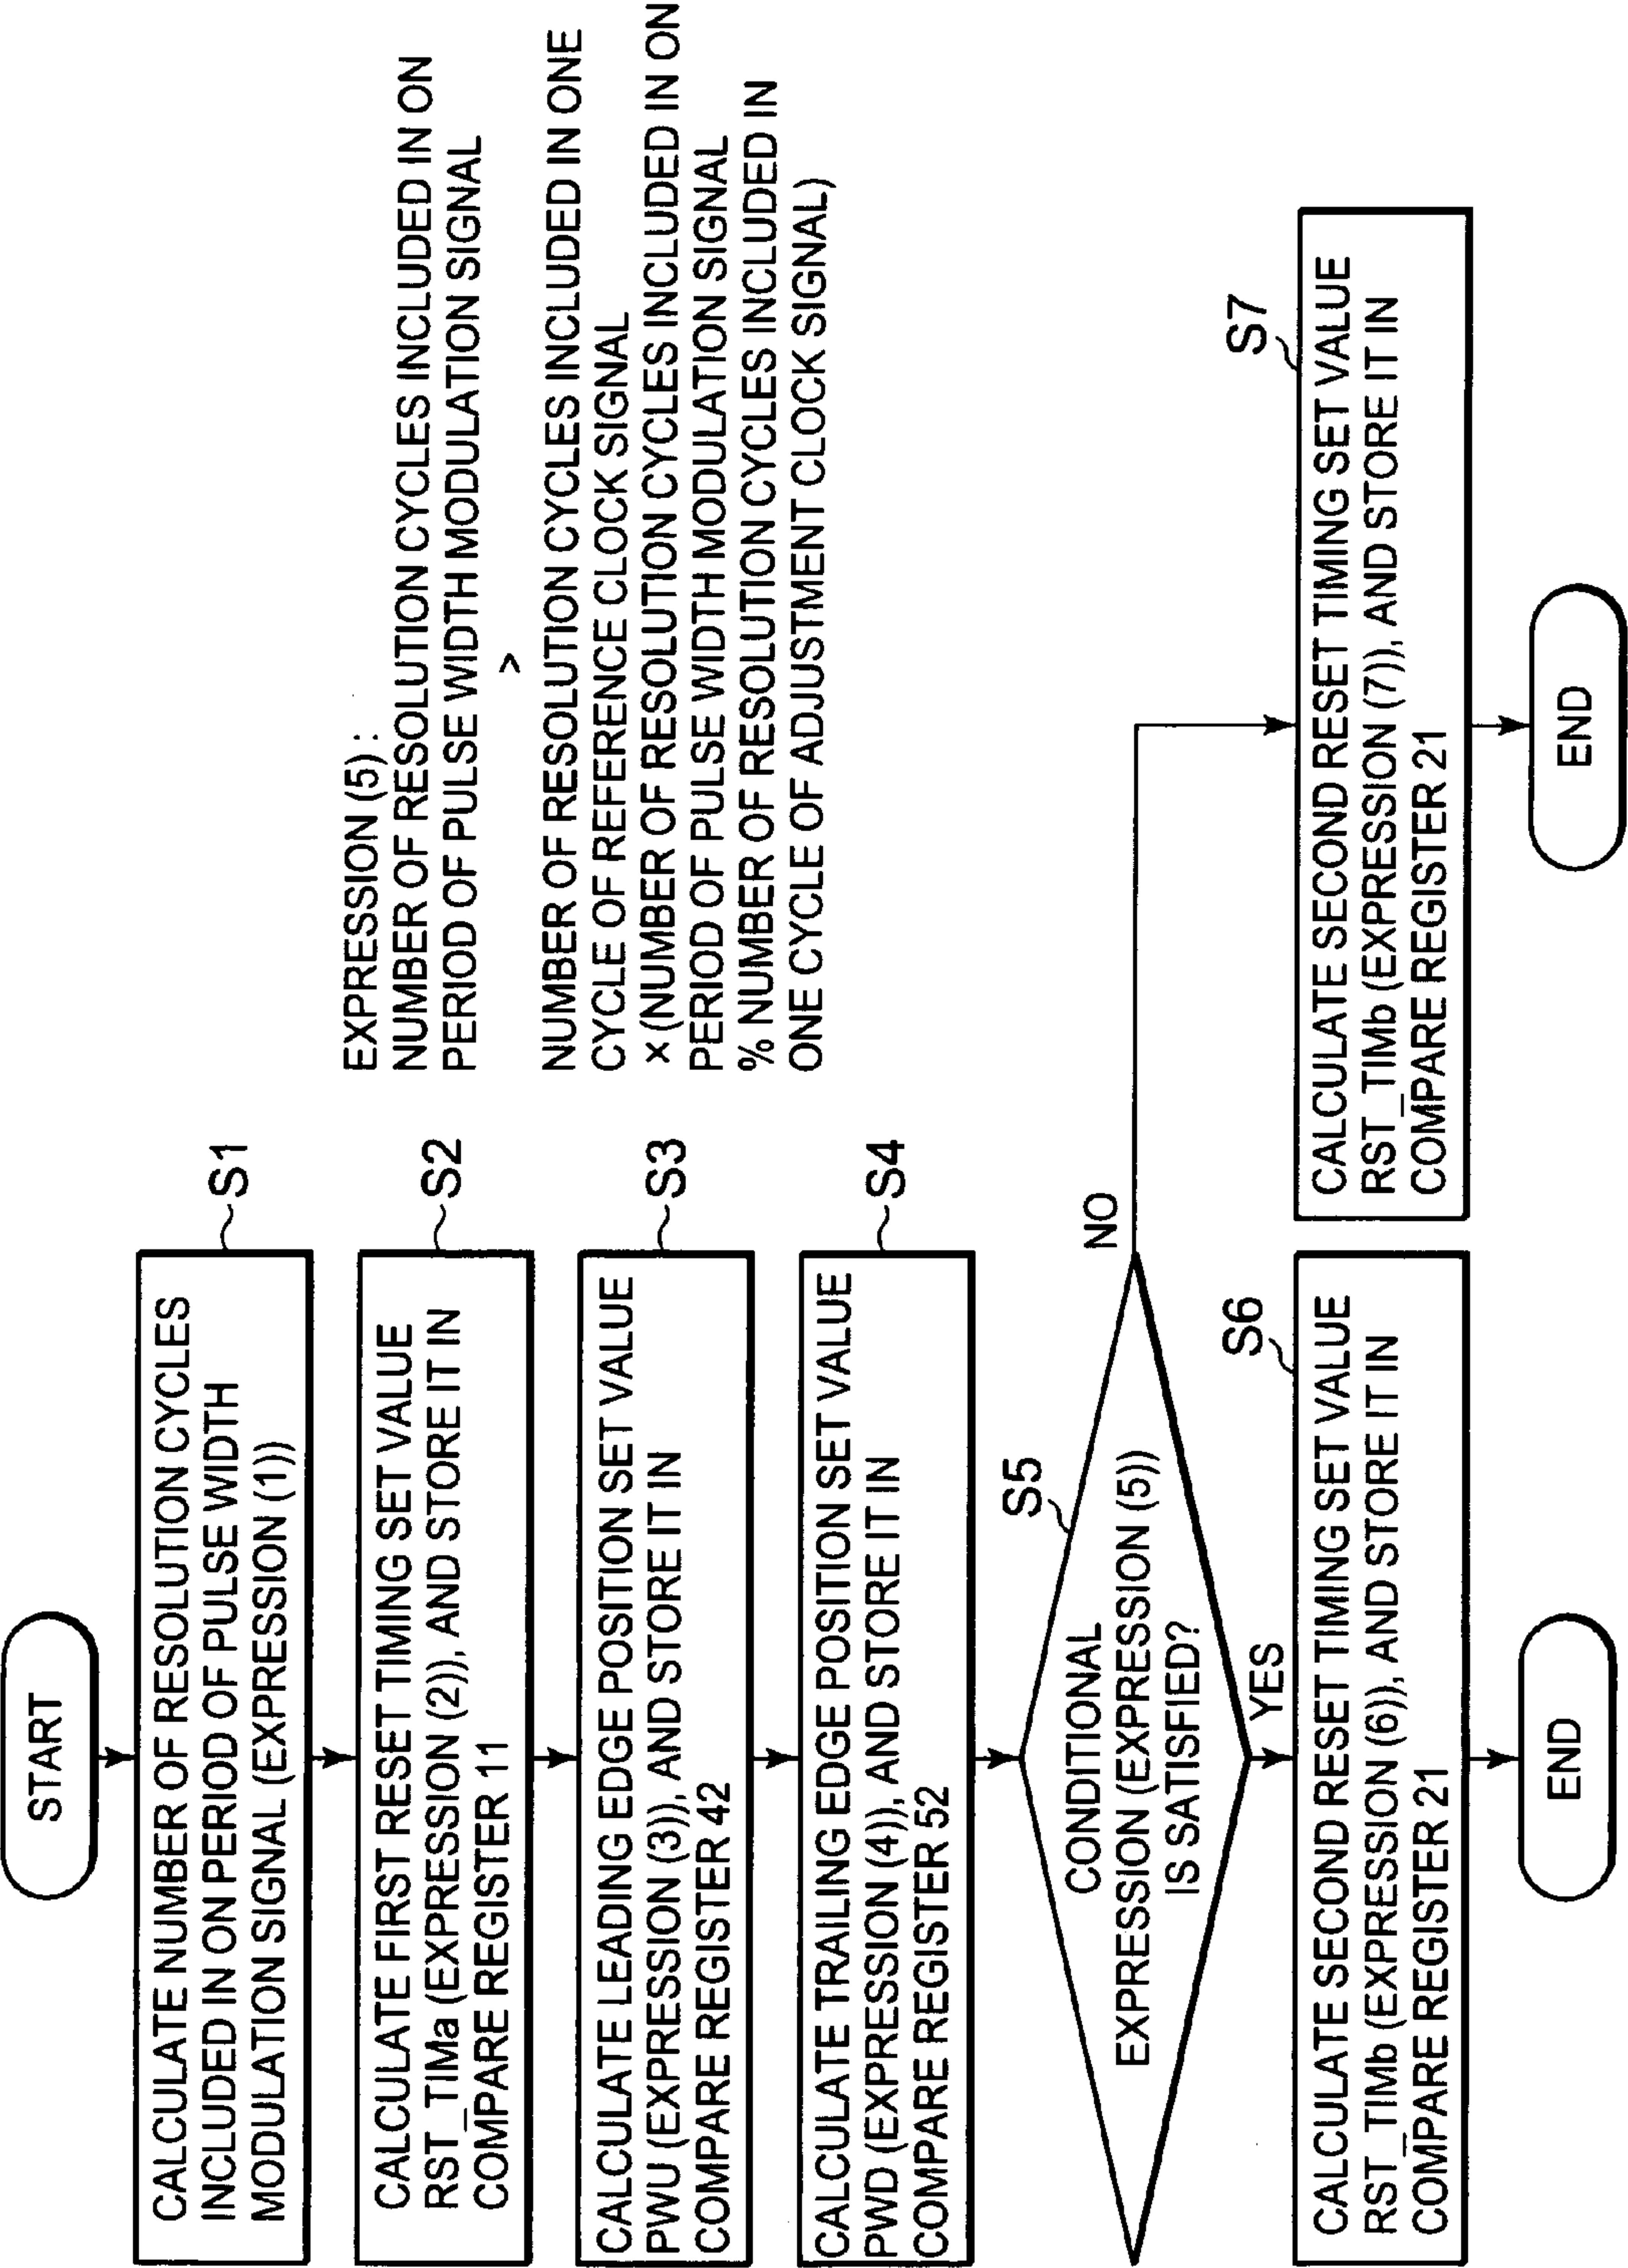 START
CALCULATE NUMBER OF RESOLUTION CYCLES
INCLUDED IN ON PERIOD OF PULSE WIDTH
MODULATION SIGNAL (EXPRESSION (1))
S1
CALCULATE FIRST RESET TIMING SET VALUE
RST_TIMa (EXPRESSION (2)), AND STORE IT IN
COMPARE REGISTER 11
S2
CALCULATE LEADING EDGE POSITION SET VALUE
PWU (EXPRESSION (3)), AND STORE IT IN
COMPARE REGISTER 42
S3
CALCULATE TRAILING EDGE POSITION SET VALUE
PWD (EXPRESSION (4)), AND STORE IT IN
COMPARE REGISTER 52
S4
S5
CONDITIONAL
EXPRESSION (EXPRESSION (5))
IS SATISFIED?
NO
YES
S6
CALCULATE SECOND RESET TIMING SET VALUE
RST_TIMb (EXPRESSION (6)), AND STORE IT IN
COMPARE REGISTER 21
END
S7
CALCULATE SECOND RESET TIMING SET VALUE
RST_TIMb (EXPRESSION (7)), AND STORE IT IN
COMPARE REGISTER 21
END
EXPRESSION (5) :
NUMBER OF RESOLUTION CYCLES INCLUDED IN ON
PERIOD OF PULSE WIDTH MODULATION SIGNAL
>
NUMBER OF RESOLUTION CYCLES INCLUDED IN ONE
CYCLE OF REFERENCE CLOCK SIGNAL
× (NUMBER OF RESOLUTION CYCLES INCLUDED IN ON
PERIOD OF PULSE WIDTH MODULATION SIGNAL
% NUMBER OF RESOLUTION CYCLES INCLUDED IN
ONE CYCLE OF ADJUSTMENT CLOCK SIGNAL)